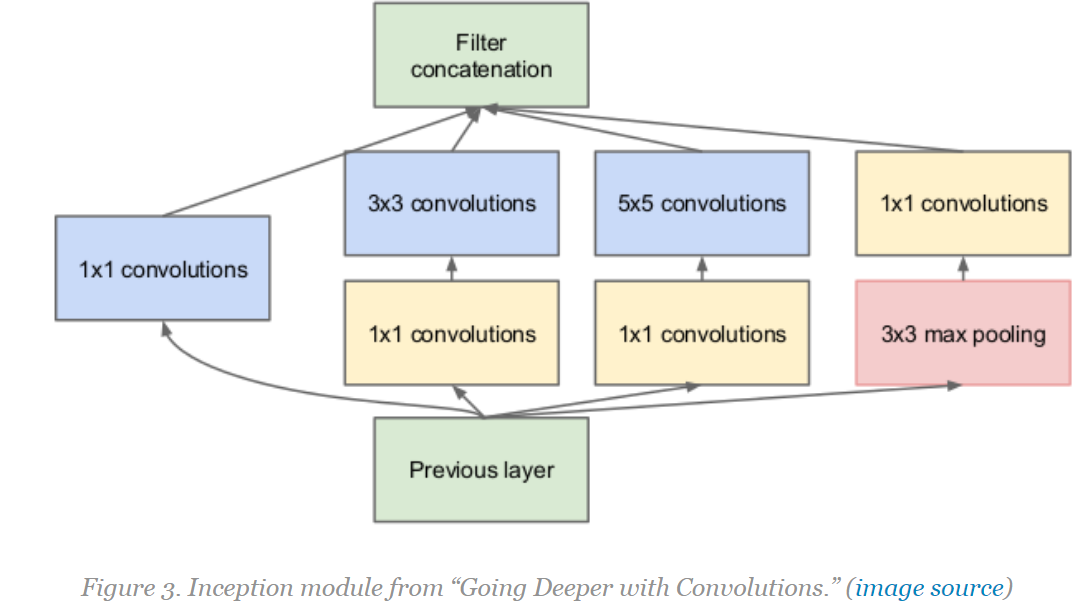 Filter
concatenation
3x3 convolutions
5x5 convolutions
1x1 convolutions
1x1 convolutions
1x1 convolutions
1x1 convolutions
3x3 max pooling
Previous layer
Figure 3. Inception module from “Going Deeper with Convolutions.” (image source)